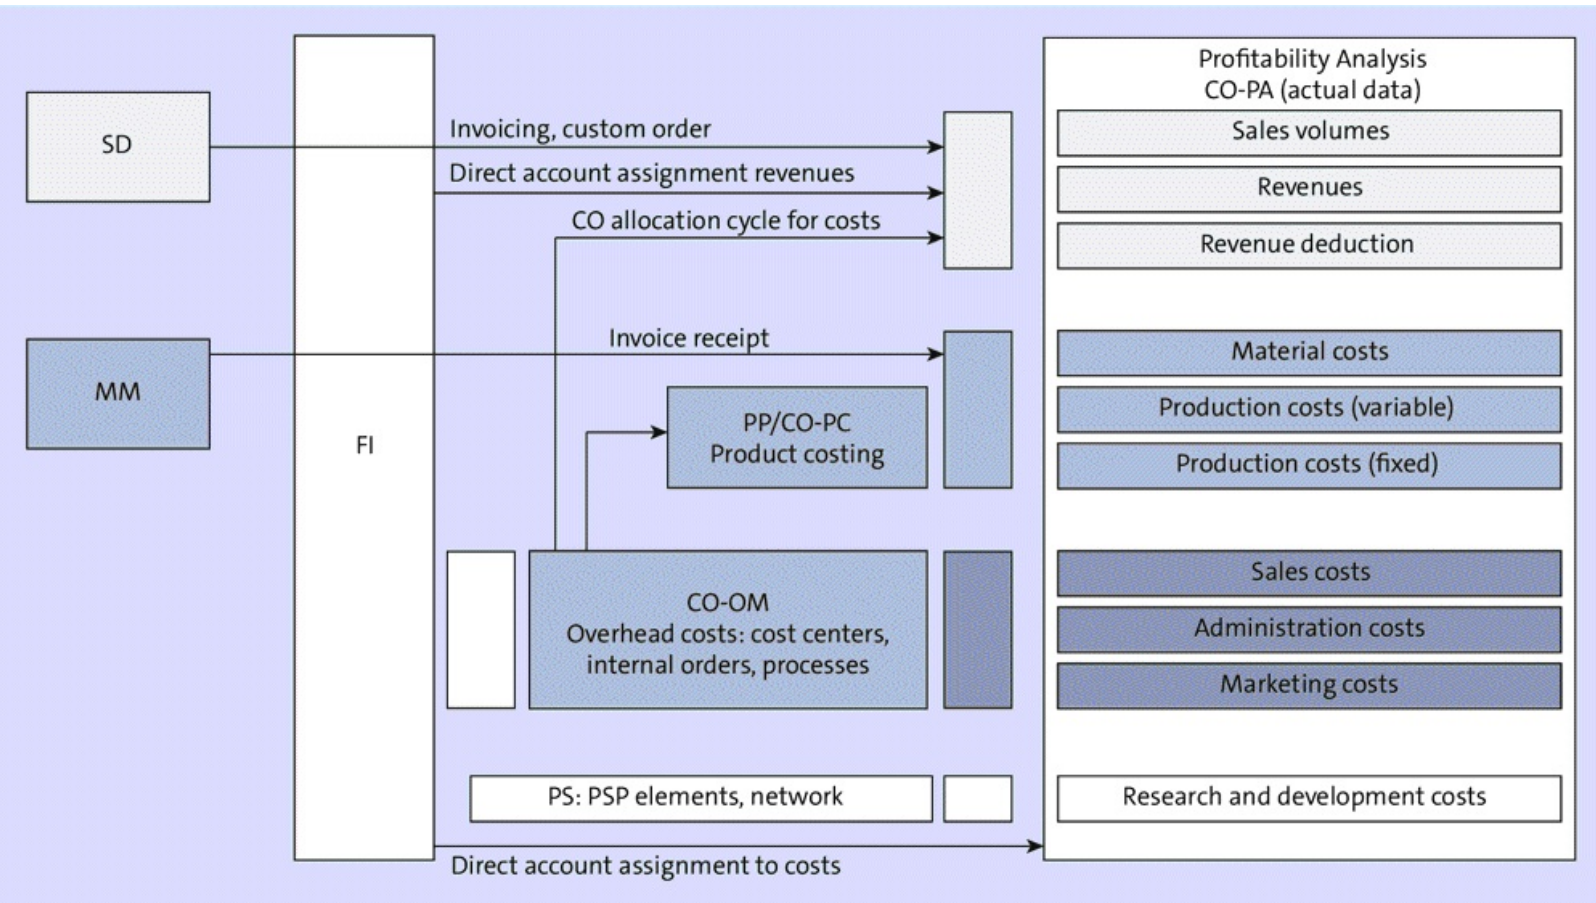 Profitability Analysis
CO-PA (actual data)
SD
Invoicing, custom order
Direct account assignment revenues
CO allocation cycle for costs
Sales volumes
Revenues
Revenue deduction
MM
FI
Invoice receipt
PP/CO-PC
Product costing
Material costs
Production costs (variable)
Production costs (fixed)
CO-OM
Overhead costs: cost centers,
internal orders, processes
Sales costs
Administration costs
Marketing costs
PS: PSP elements, network
Research and development costs
Direct account assignment to costs